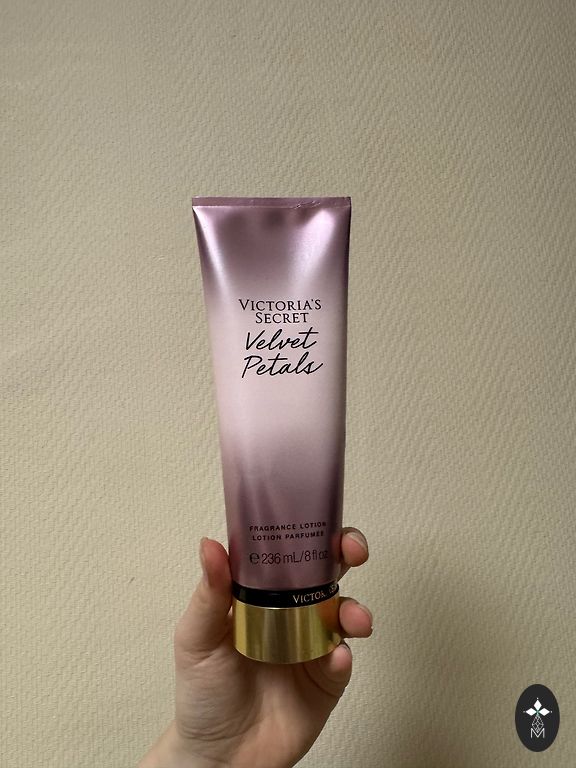 VICTORIA'S
SECRET
Velvet
Petals
FRAGRANCE LOTION
LOTION PARFUMÉE
℮ 236 mL/8 fl oz
M